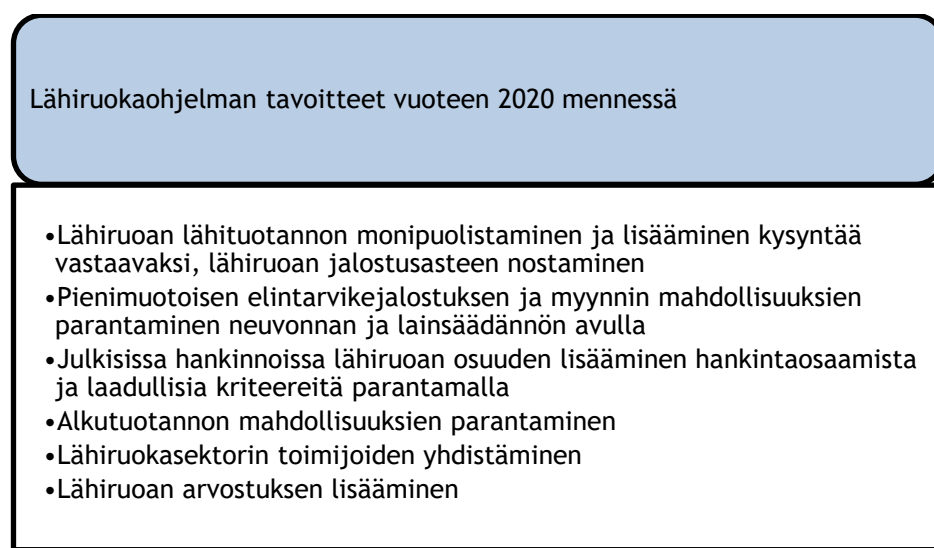 Lähiruokaohjelman tavoitteet vuoteen 2020 mennessä
•Lähiruoan lähituotannon monipuolistaminen ja lisääminen kysyntää
vastaavaksi, lähiruoan jalostusasteen nostaminen
•Pienimuotoisen elintarvikejalostuksen ja myynnin mahdollisuuksien
parantaminen neuvonnan ja lainsäädännön avulla
•Julkisissa hankinnoissa lähiruoan osuuden lisääminen hankintaosaamista
ja laadullisia kriteereitä parantamalla
•Alkutuotannon mahdollisuuksien parantaminen
•Lähiruokasektorin toimijoiden yhdistäminen
•Lähiruoan arvostuksen lisääminen